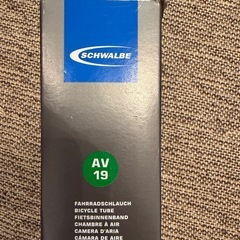 SCHWALBE
AV
19
FAHRRADSCHLAUCH
BICYCLE TUBE
FIETSBINNENBAND
CHAMBRE À AIR
CAMERA D'ARIA
CÁMARA DE AIRE